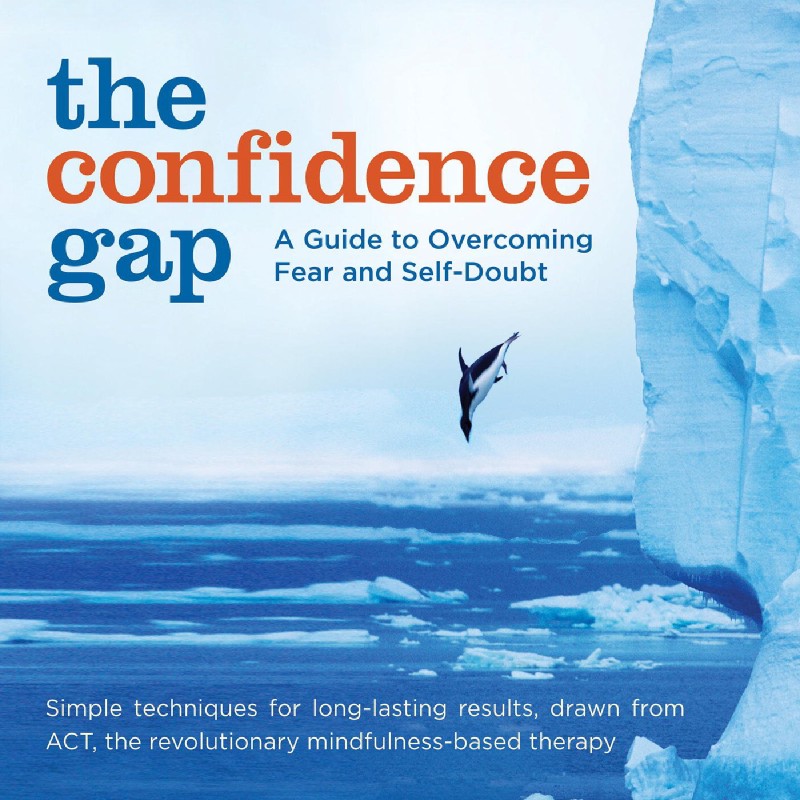 the
confidence
gap
A Guide to Overcoming
Fear and Self-Doubt
Simple techniques for long-lasting results, drawn from
ACT, the revolutionary mindfulness-based therapy